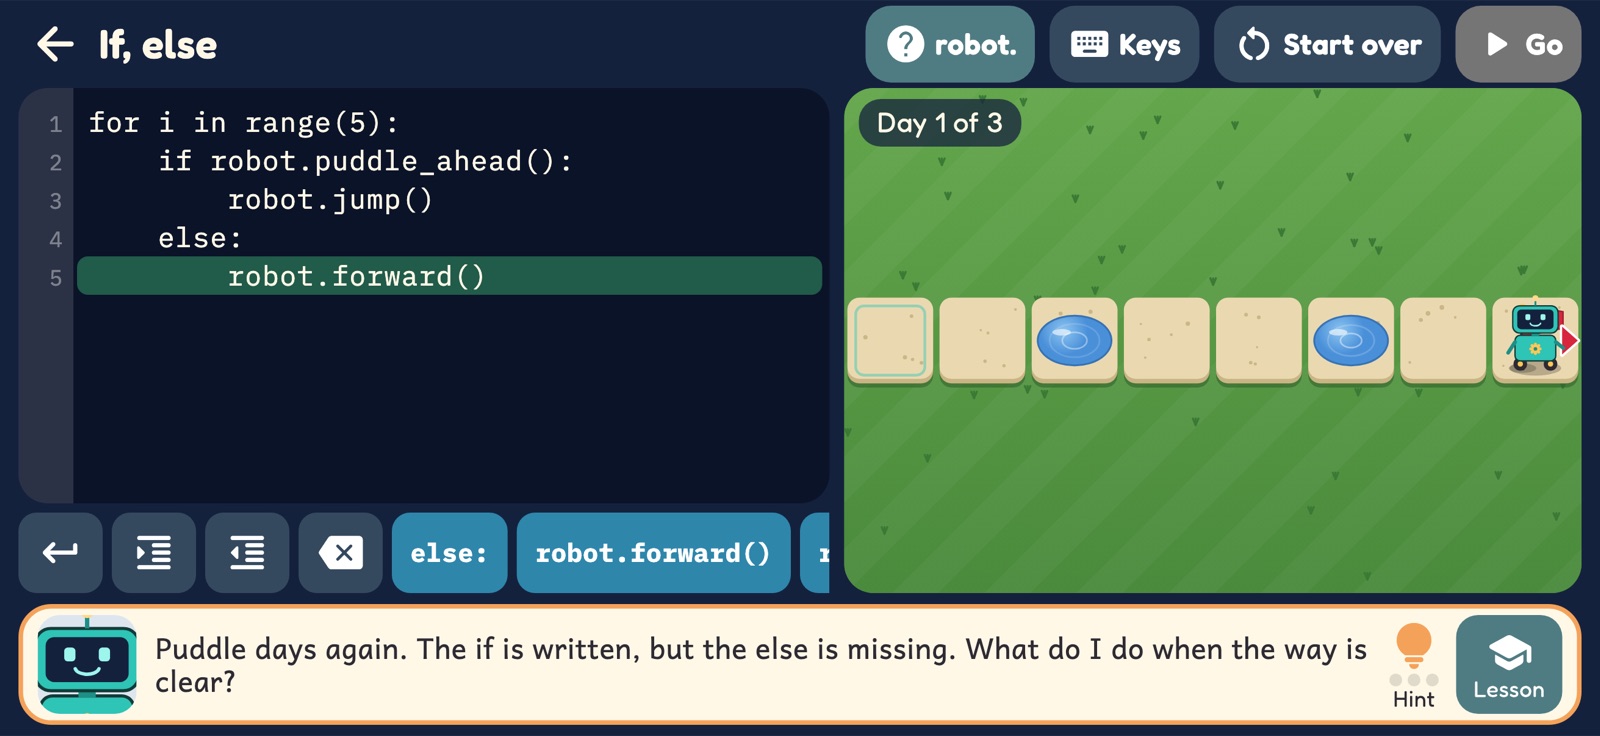 If, else
robot.
Keys
Start over
Go
1 for i in range(5):
2 if robot.puddle_ahead():
3 robot.jump()
4 else:
5 robot.forward()
Day 1 of 3
else:
robot.forward()
Puddle days again. The if is written, but the else is missing. What do I do when the way is
clear?
Hint
Lesson